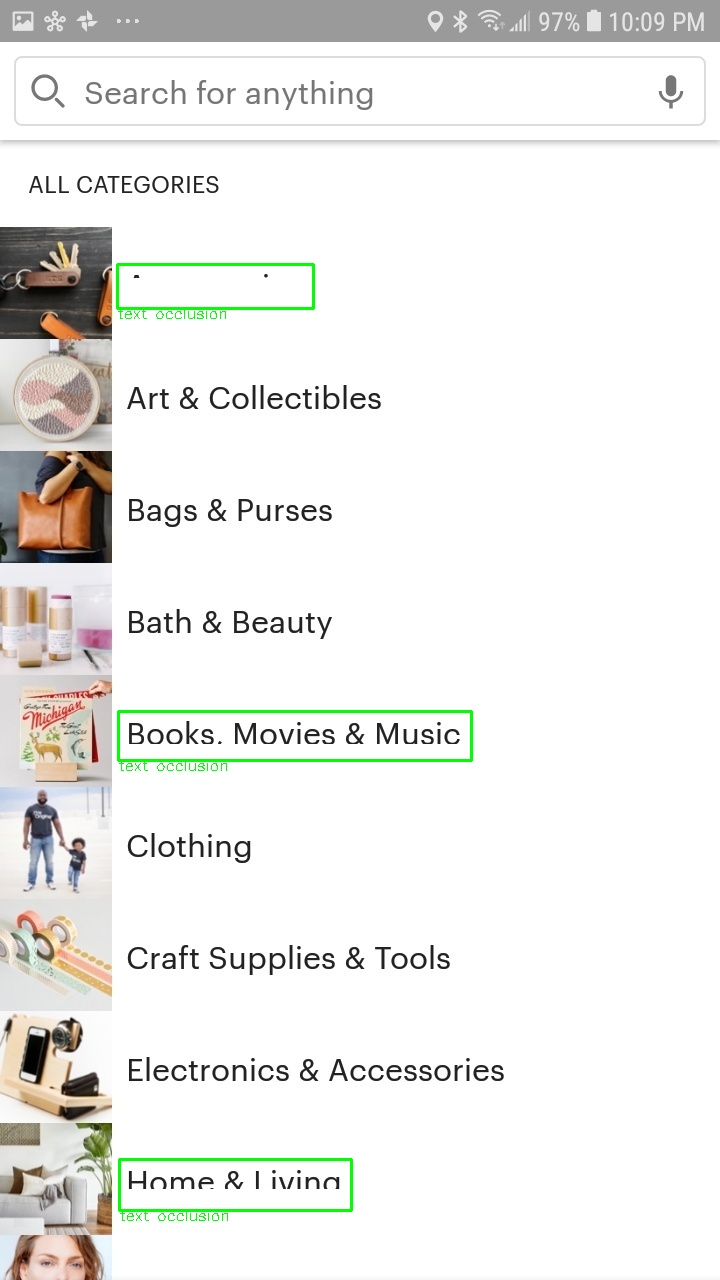 97% 10:09 PM
Search for anything
ALL CATEGORIES
text occlusion
Art & Collectibles
Bags & Purses
Bath & Beauty
Michigan
Books, Movies & Music
text occlusion
Clothing
Craft Supplies & Tools
Electronics & Accessories
Home & Living
text occlusion